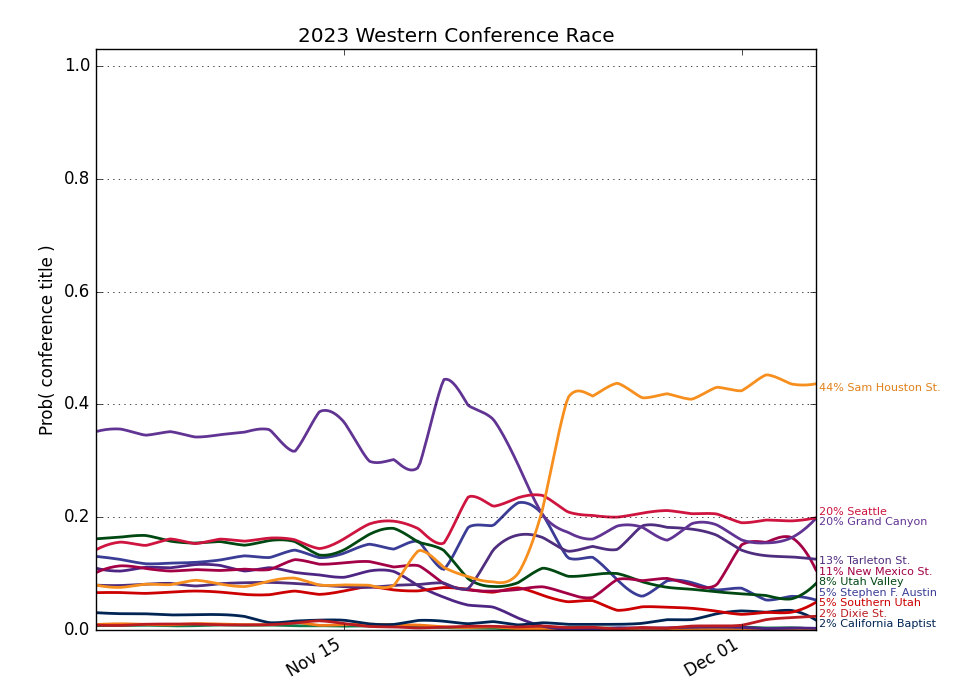 2023 Western Conference Race
Prob( conference title )
1.0
0.8
0.6
0.4
0.2
0.0
Nov 15
Dec 01
44% Sam Houston St.
20% Seattle
20% Grand Canyon
13% Tarleton St.
11% New Mexico St.
8% Utah Valley
5% Stephen F. Austin
5% Southern Utah
2% Dixie St.
2% California Baptist